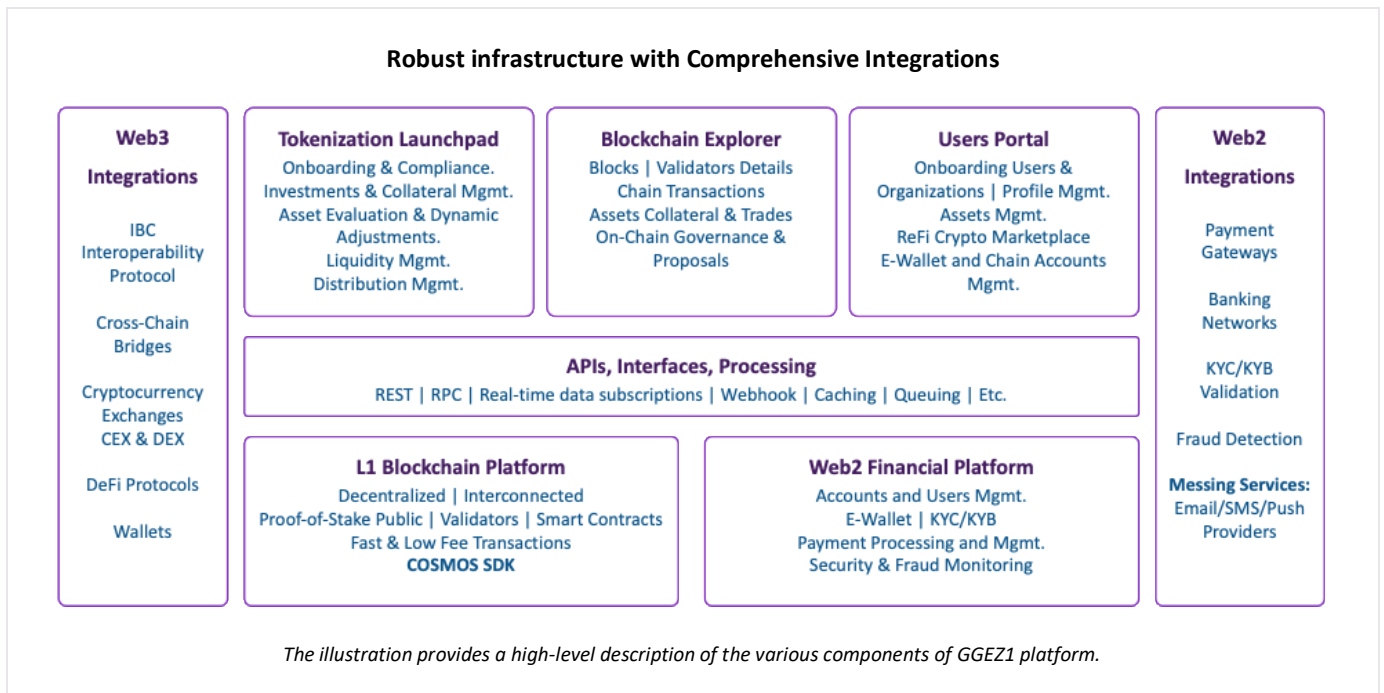 Robust infrastructure with Comprehensive Integrations
Web3
Integrations
IBC
Interoperability
Protocol
Cross-Chain
Bridges
Cryptocurrency
Exchanges
CEX & DEX
DeFi Protocols
Wallets
Tokenization Launchpad
Onboarding & Compliance.
Investments & Collateral Mgmt.
Asset Evaluation & Dynamic
Adjustments.
Liquidity Mgmt.
Distribution Mgmt.
Blockchain Explorer
Blocks | Validators Details
Chain Transactions
Assets Collateral & Trades
On-Chain Governance &
Proposals
Users Portal
Onboarding Users &
Organizations | Profile Mgmt.
Assets Mgmt.
ReFi Crypto Marketplace
E-Wallet and Chain Accounts
Mgmt.
APIs, Interfaces, Processing
REST | RPC | Real-time data subscriptions | Webhook | Caching | Queuing | Etc.
L1 Blockchain Platform
Decentralized | Interconnected
Proof-of-Stake Public | Validators | Smart Contracts
Fast & Low Fee Transactions
COSMOS SDK
Web2 Financial Platform
Accounts and Users Mgmt.
E-Wallet | KYC/KYB
Payment Processing and Mgmt.
Security & Fraud Monitoring
Web2
Integrations
Payment
Gateways
Banking
Networks
KYC/KYB
Validation
Fraud Detection
Messing Services:
Email/SMS/Push
Providers
The illustration provides a high-level description of the various components of GGEZ1 platform.